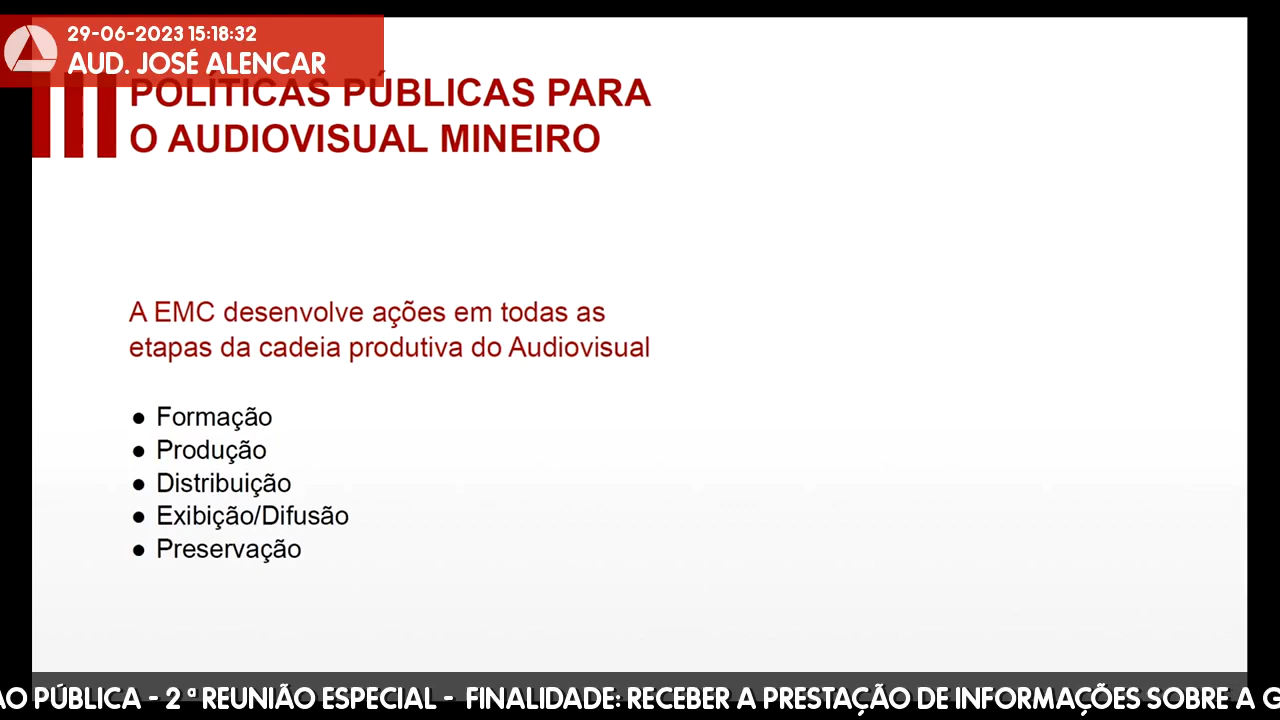 29-06-2023 15:18:32
AUD. JOSÉ ALENCAR
POLÍTICAS PÚBLICAS PARA
O AUDIOVISUAL MINEIRO
A EMC desenvolve ações em todas as
etapas da cadeia produtiva do Audiovisual
● Formação
● Produção
● Distribuição
● Exibição/Difusão
● Preservação
PÚBLICA - 2 ª REUNIÃO ESPECIAL - FINALIDADE: RECEBER A PRESTAÇÃO DE INFORMAÇÕES SOBRE A